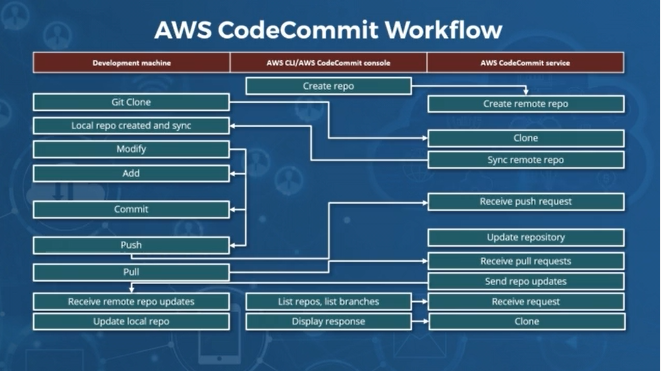 AWS CodeCommit Workflow
Development machine
AWS CLI/AWS CodeCommit console
AWS CodeCommit service
Create repo
Git Clone
Create remote repo
Local repo created and sync
Clone
Modify
Sync remote repo
Add
Commit
Receive push request
Push
Update repository
Pull
Receive pull requests
Send repo updates
Receive remote repo updates
List repos, list branches
Receive request
Update local repo
Display response
Clone